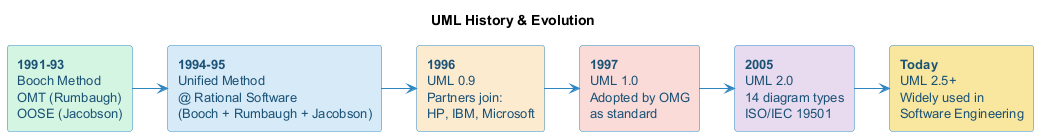 UML History & Evolution
1991-93
Booch Method
OMT (Rumbaugh)
OOSE (Jacobson)
1994-95
Unified Method
@ Rational Software
(Booch + Rumbaugh + Jacobson)
1996
UML 0.9
Partners join:
HP, IBM, Microsoft
1997
UML 1.0
Adopted by OMG
as standard
2005
UML 2.0
14 diagram types
ISO/IEC 19501
Today
UML 2.5+
Widely used in
Software Engineering